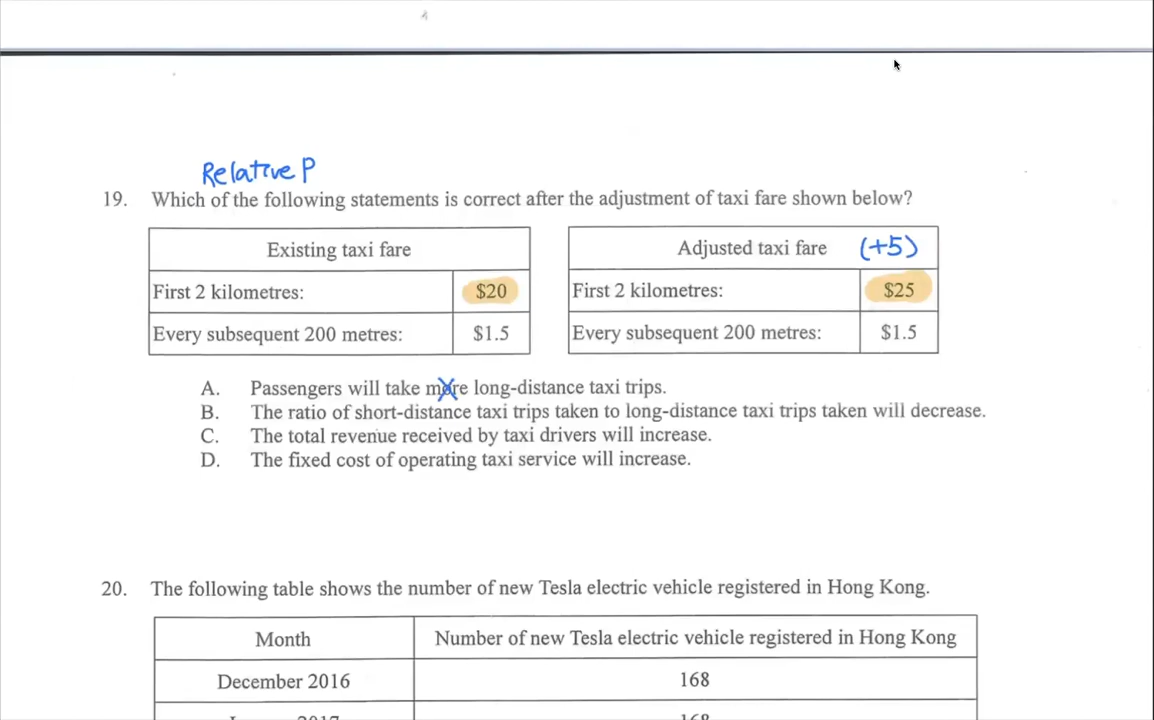 Relative P
19. Which of the following statements is correct after the adjustment of taxi fare shown below?
Existing taxi fare
First 2 kilometres: $20
Every subsequent 200 metres: $1.5
Adjusted taxi fare (+5)
First 2 kilometres: $25
Every subsequent 200 metres: $1.5
A. Passengers will take more long-distance taxi trips.
B. The ratio of short-distance taxi trips taken to long-distance taxi trips taken will decrease.
C. The total revenue received by taxi drivers will increase.
D. The fixed cost of operating taxi service will increase.
20. The following table shows the number of new Tesla electric vehicle registered in Hong Kong.
Month Number of new Tesla electric vehicle registered in Hong Kong
December 2016 168